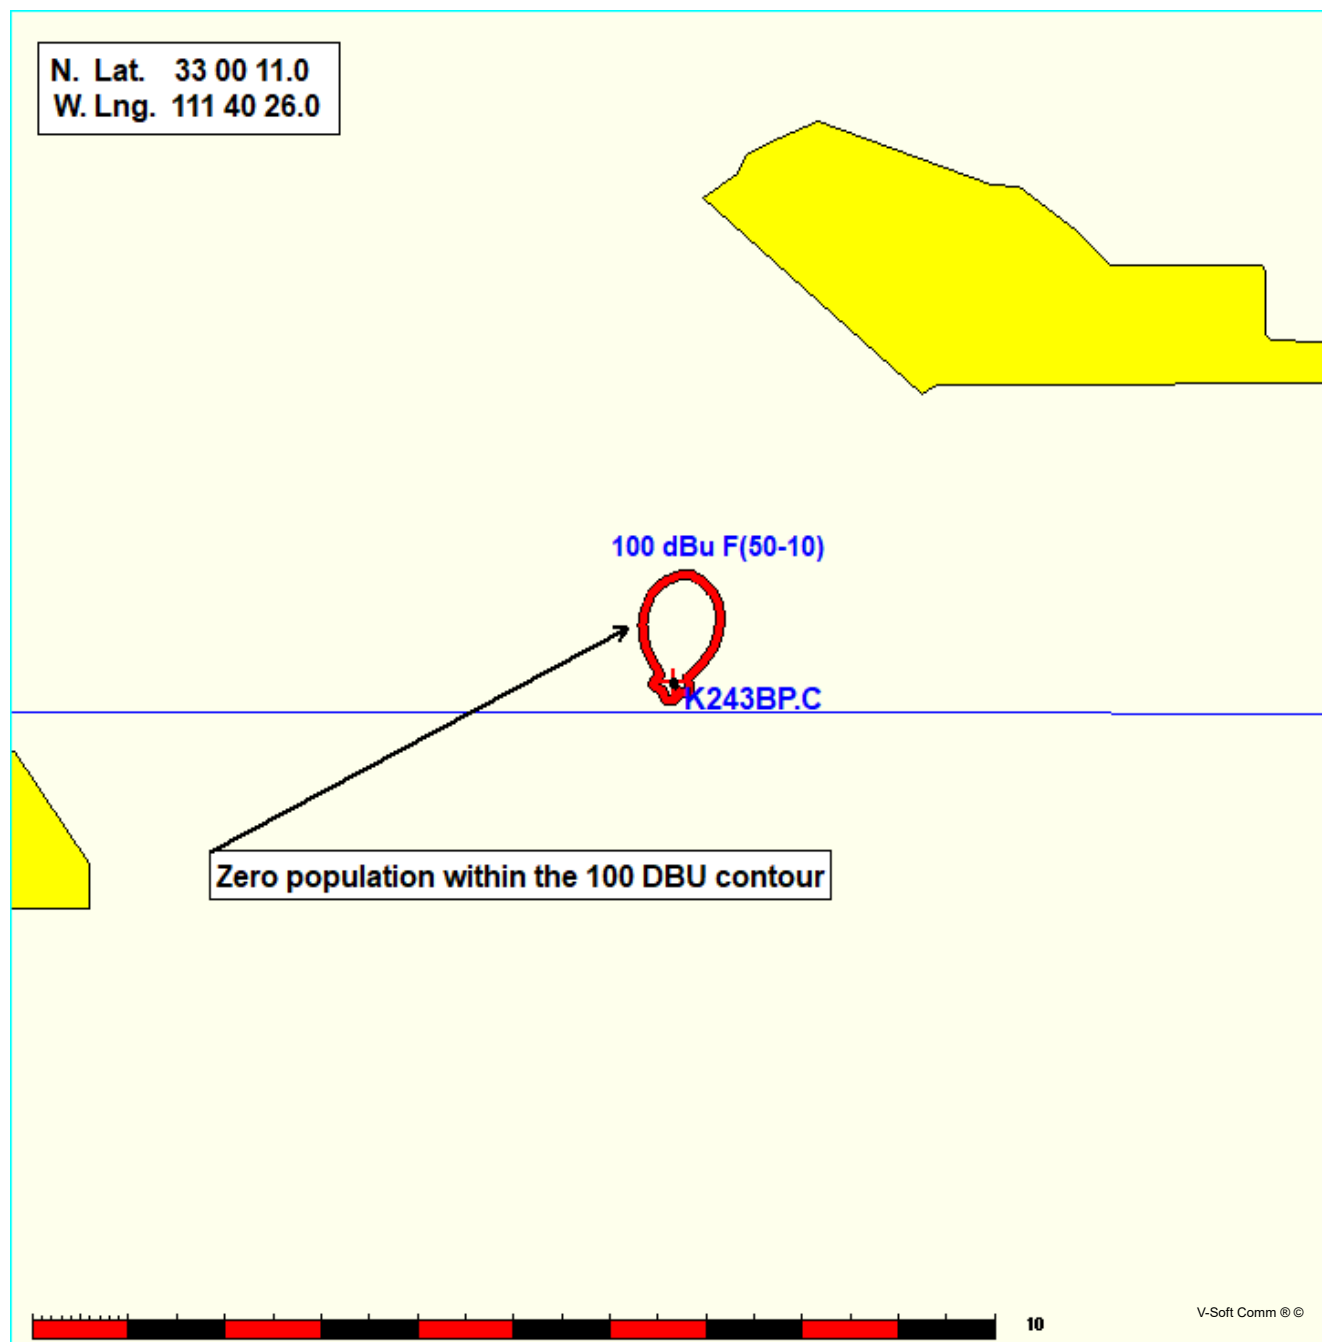 N. Lat. 33 00 11.0
W. Lng. 111 40 26.0
100 dBu F(50-10)
K243BP.C
Zero population within the 100 DBU contour
10
V-Soft Comm ® ©